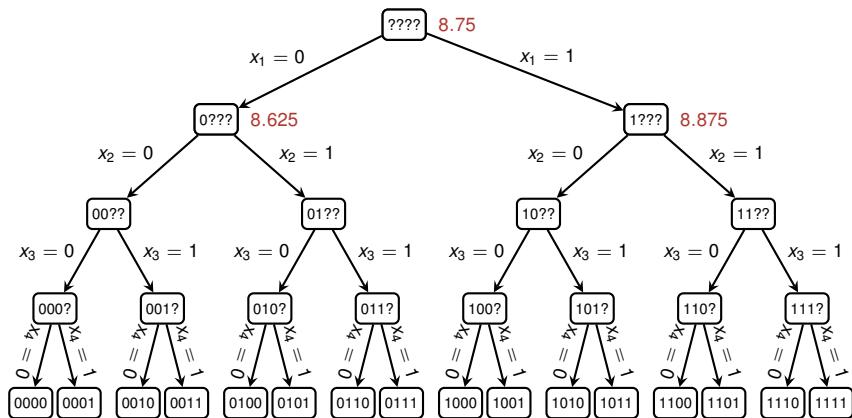 ???? 8.75
x₁ = 0 x₁ = 1
0??? 8.625 1??? 8.875
x₂ = 0 x₂ = 1 x₂ = 0 x₂ = 1
00?? 01?? 10?? 11??
x₃ = 0 x₃ = 1 x₃ = 0 x₃ = 1 x₃ = 0 x₃ = 1 x₃ = 0 x₃ = 1
000? 001? 010? 011? 100? 101? 110? 111?
x₄ = 0 x₄ = 1 x₄ = 0 x₄ = 1 x₄ = 0 x₄ = 1 x₄ = 0 x₄ = 1 x₄ = 0 x₄ = 1 x₄ = 0 x₄ = 1 x₄ = 0 x₄ = 1 x₄ = 0 x₄ = 1
0000 0001 0010 0011 0100 0101 0110 0111 1000 1001 1010 1011 1100 1101 1110 1111